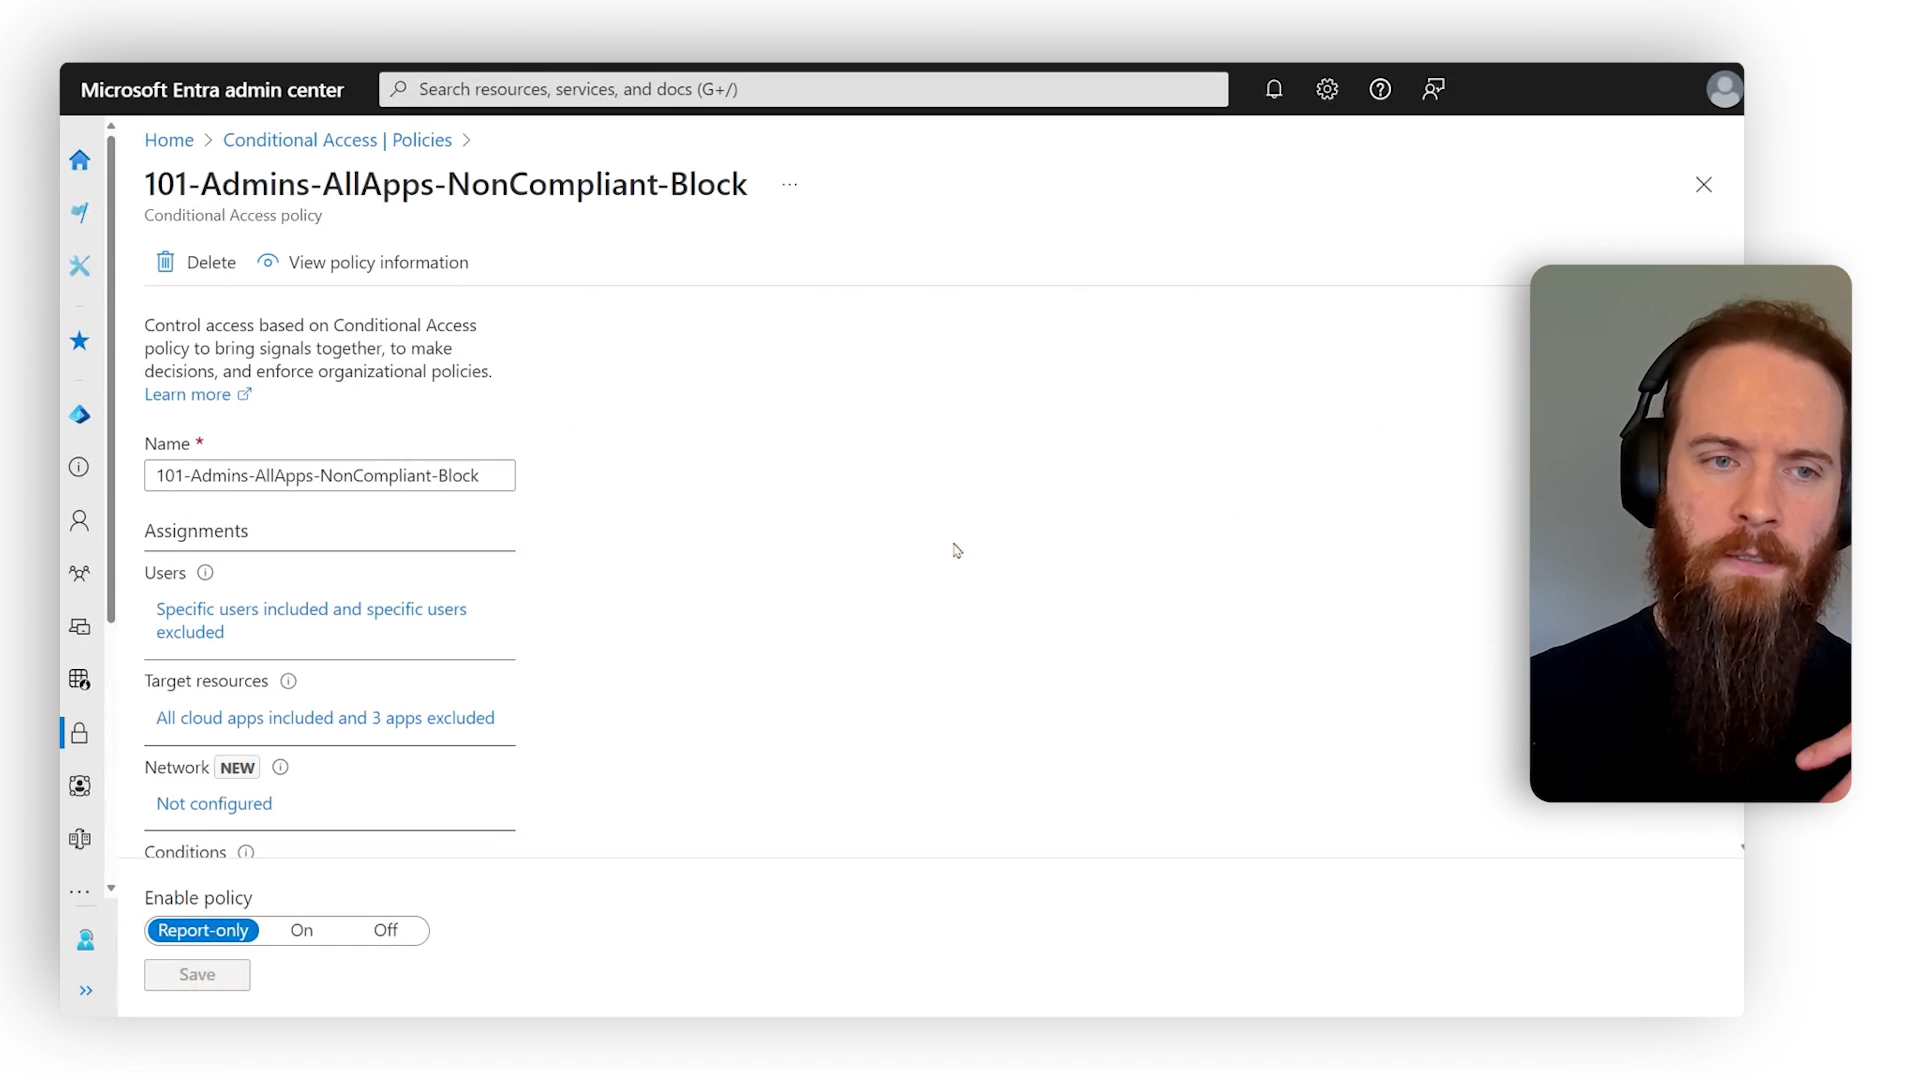 Microsoft Entra admin center
Search resources, services, and docs (G+/)
Home > Conditional Access | Policies >
101-Admins-AllApps-NonCompliant-Block ...
Conditional Access policy
Delete View policy information
Control access based on Conditional Access
policy to bring signals together, to make
decisions, and enforce organizational policies.
Learn more
Name *
101-Admins-AllApps-NonCompliant-Block
Assignments
Users
Specific users included and specific users
excluded
Target resources
All cloud apps included and 3 apps excluded
Network NEW
Not configured
Conditions
Enable policy
Report-only On Off
Save